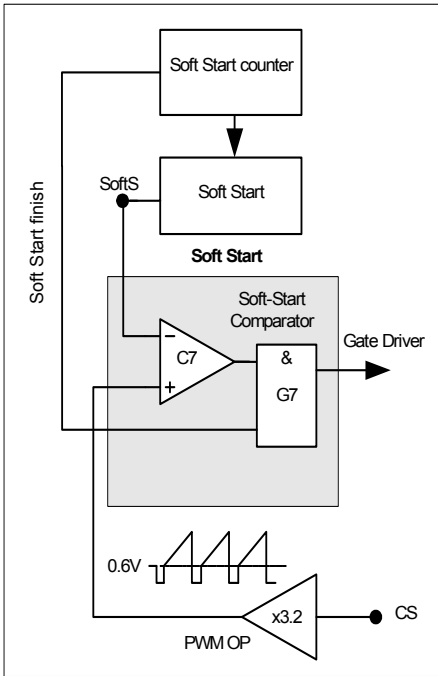 Soft Start counter
SoftS
Soft Start
Soft Start finish
Soft Start
Soft-Start
Comparator
Gate Driver
−
C7
+
&
G7
0.6V
x3.2
CS
PWM OP